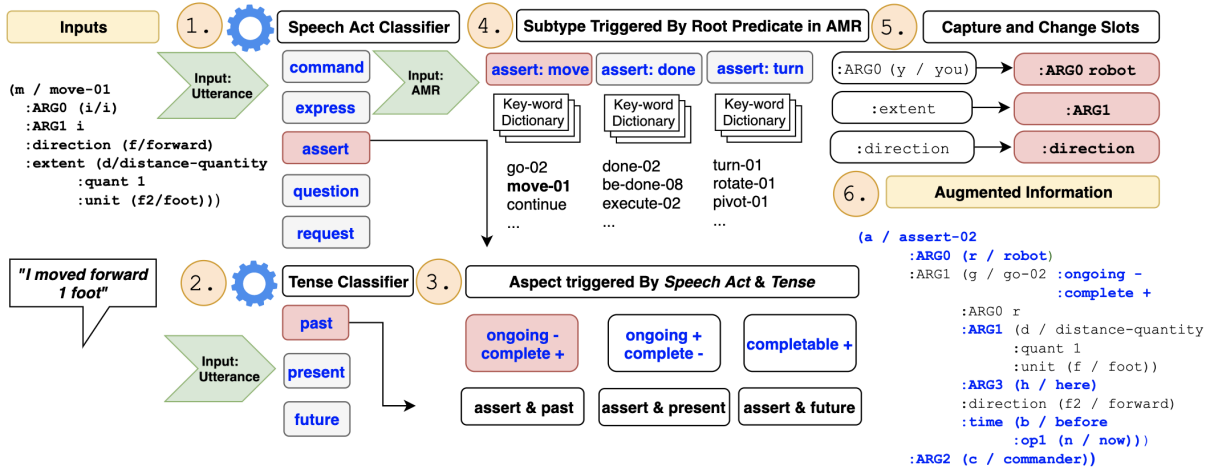 Inputs
(m / move-01
:ARG0 (i/i)
:ARG1 i
:direction (f/forward)
:extent (d/distance-quantity
:quant 1
:unit (f2/foot)))
"I moved forward
1 foot"
1.
Speech Act Classifier
Input:
Utterance
command
express
assert
question
request
Input:
AMR
2.
Tense Classifier
Input:
Utterance
past
present
future
4.
Subtype Triggered By Root Predicate in AMR
assert: move
assert: done
assert: turn
Key-word
Dictionary
Key-word
Dictionary
Key-word
Dictionary
go-02
move-01
continue
...
done-02
be-done-08
execute-02
...
turn-01
rotate-01
pivot-01
...
3.
Aspect triggered By Speech Act & Tense
ongoing -
complete +
ongoing +
complete -
completable +
assert & past
assert & present
assert & future
5.
Capture and Change Slots
:ARG0 (y / you)
:ARG0 robot
:extent
:ARG1
:direction
:direction
6.
Augmented Information
(a / assert-02
:ARG0 (r / robot)
:ARG1 (g / go-02 :ongoing -
:complete +
:ARG0 r
:ARG1 (d / distance-quantity
:quant 1
:unit (f / foot))
:ARG3 (h / here)
:direction (f2 / forward)
:time (b / before
:op1 (n / now)))
:ARG2 (c / commander))